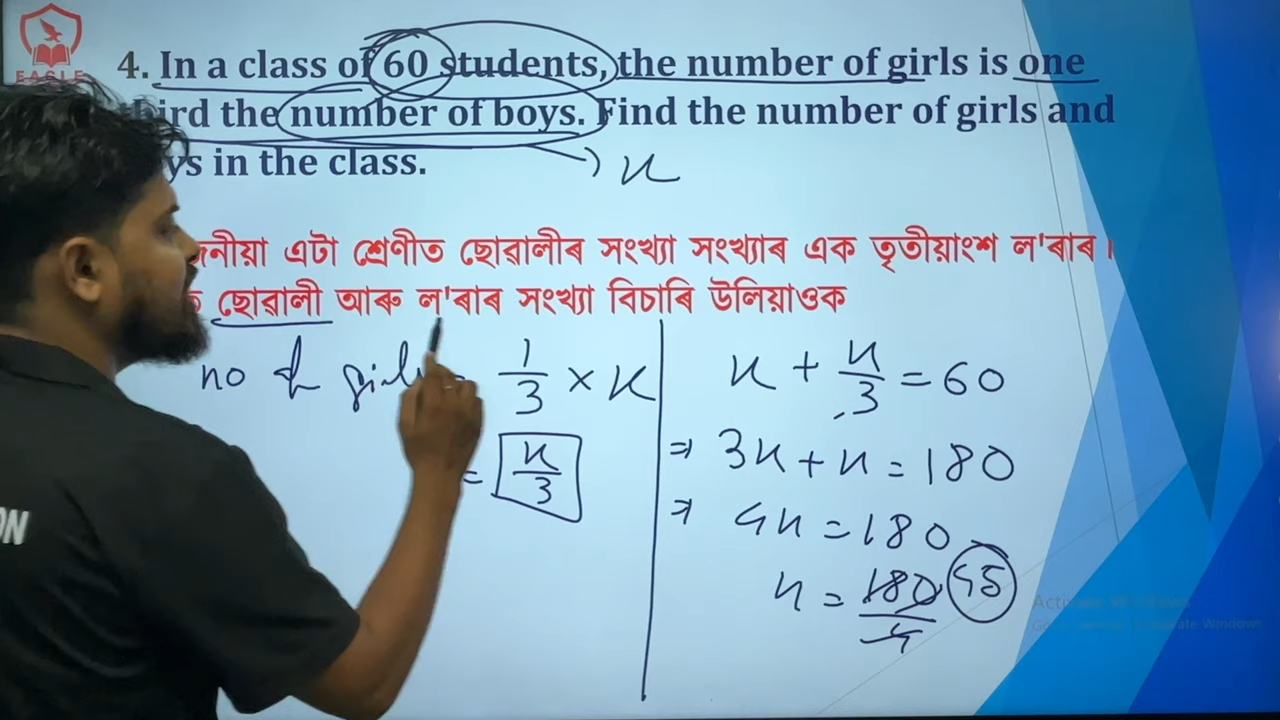 EAGLE
4. In a class of 60 students, the number of girls is one
third the number of boys. Find the number of girls and
in the class.
এটা শ্ৰেণীত ছোৱালীৰ সংখ্যা সংখ্যাৰ এক তৃতীয়াংশ ল'ৰাৰ।
ছোৱালী আৰু ল'ৰাৰ সংখ্যা বিচাৰি উলিয়াওক
x
no of girls = 1/3 × x
= x/3
x + x/3 = 60
⇒ 3x + x = 180
⇒ 4x = 180
x = 180/4 45
ON